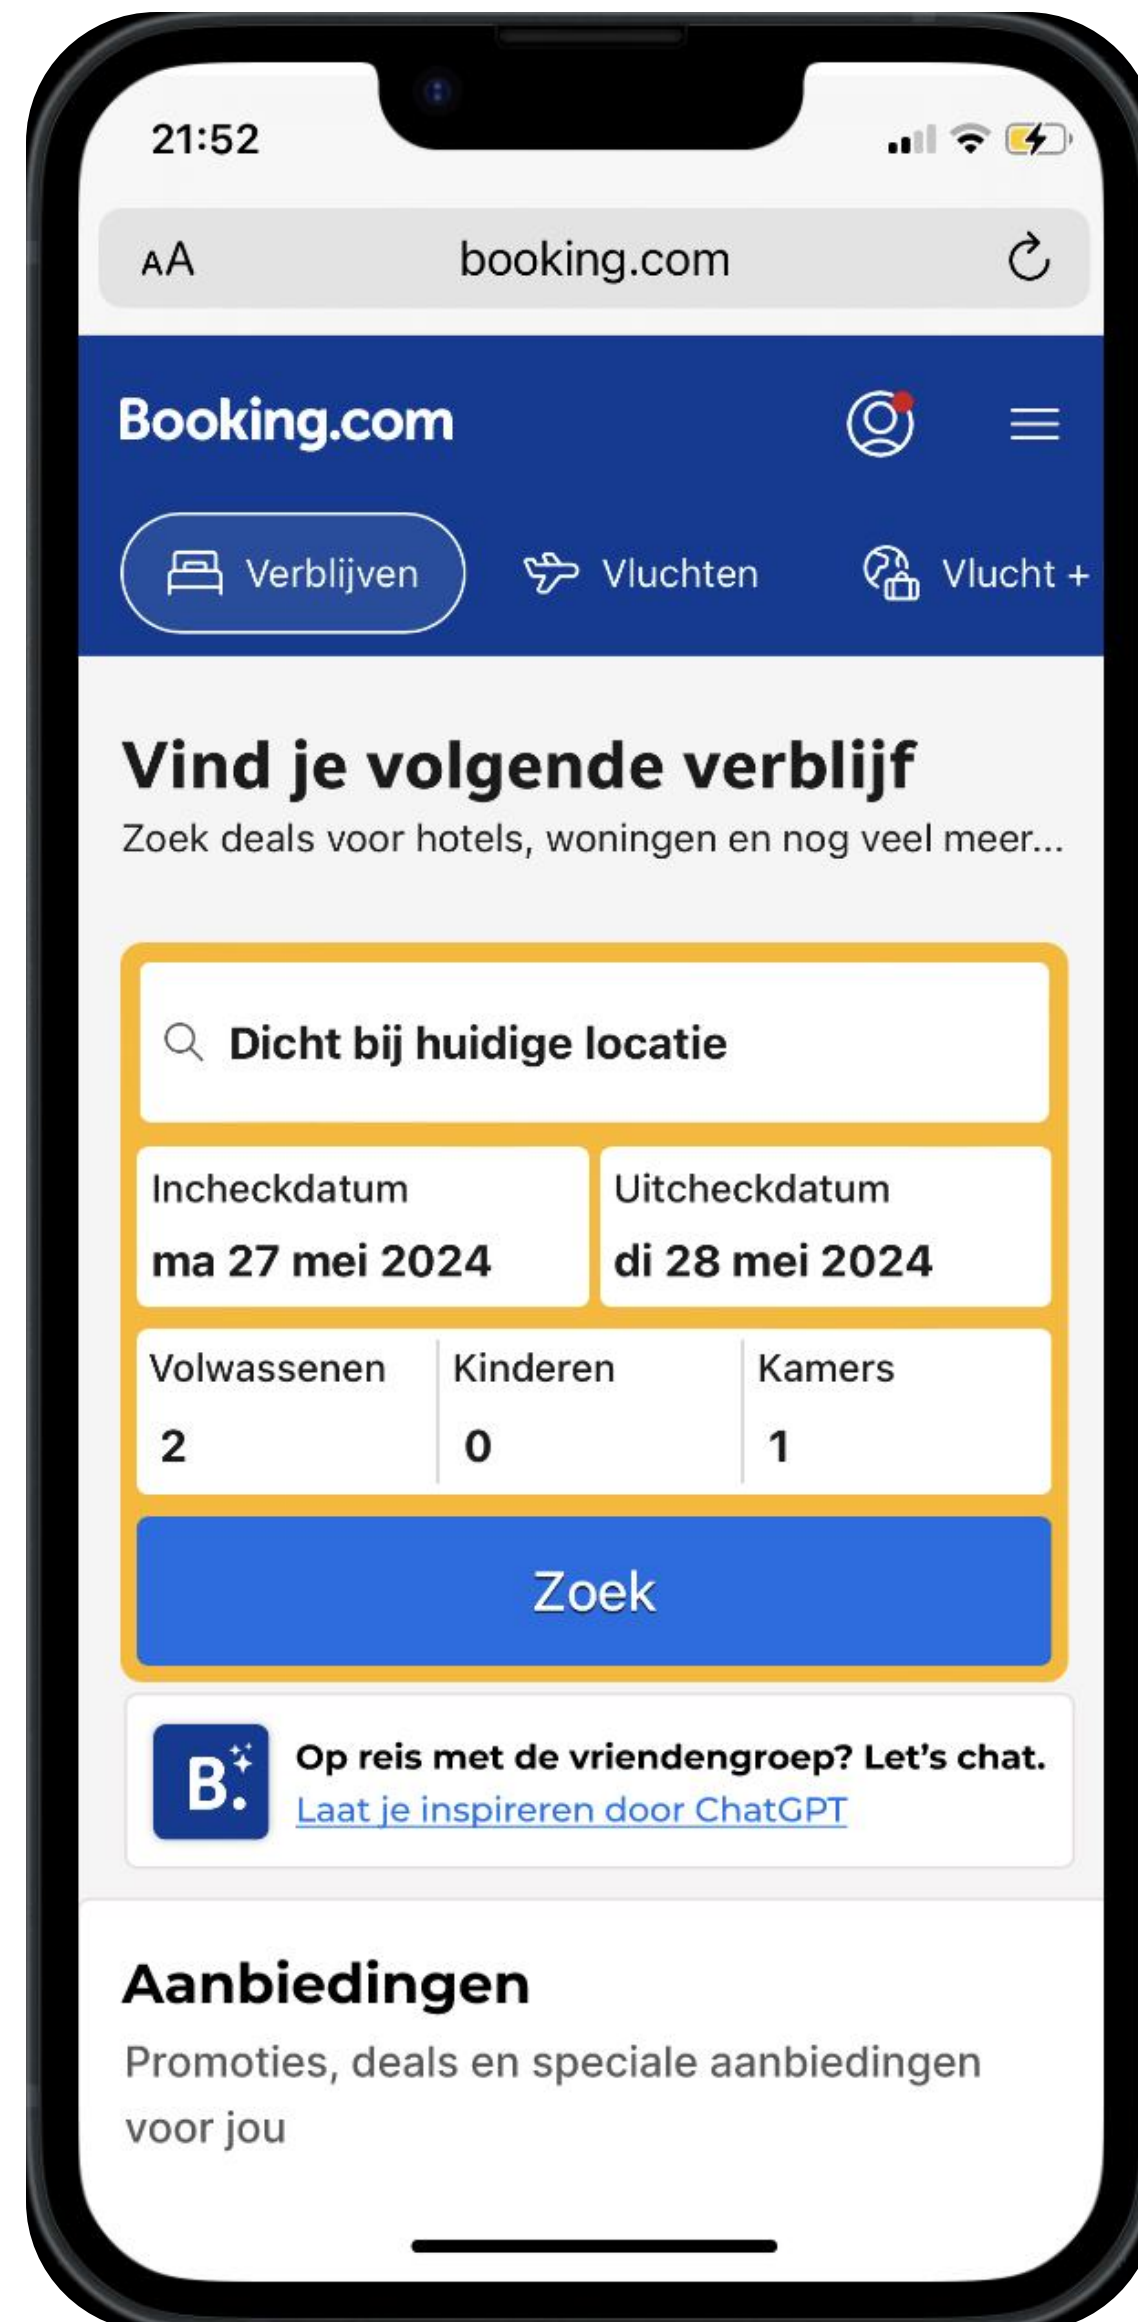 21:52
AA booking.com
Booking.com
Verblijven Vluchten Vlucht +
Vind je volgende verblijf
Zoek deals voor hotels, woningen en nog veel meer...
Dicht bij huidige locatie
Incheckdatum Uitcheckdatum
ma 27 mei 2024 di 28 mei 2024
Volwassenen Kinderen Kamers
2 0 1
Zoek
B.
Op reis met de vriendengroep? Let's chat.
Laat je inspireren door ChatGPT
Aanbiedingen
Promoties, deals en speciale aanbiedingen
voor jou